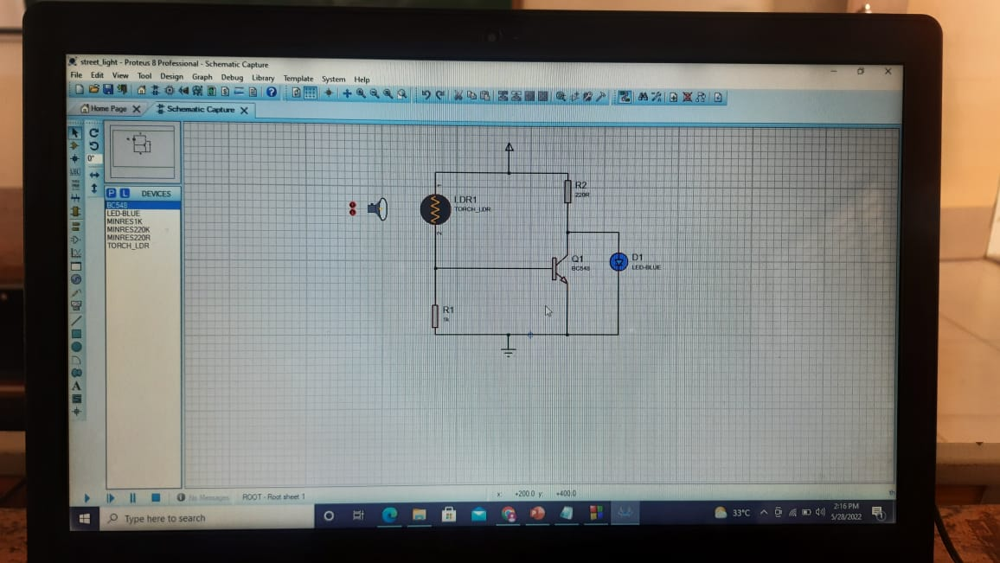 street_light - Proteus 8 Professional - Schematic Capture
File Edit View Tool Design Graph Debug Library Template System Help
Home Page
Schematic Capture
0°
P L DEVICES
BC548
LED-BLUE
MINRES1K
MINRES220K
MINRES220R
TORCH_LDR
LDR1
TORCH_LDR
R2
220R
Q1
BC548
D1
LED-BLUE
R1
1k
No Messages
ROOT - Root sheet 1
x: +200.0 y: +400.0
th
Type here to search
33°C
2:16 PM
5/28/2022